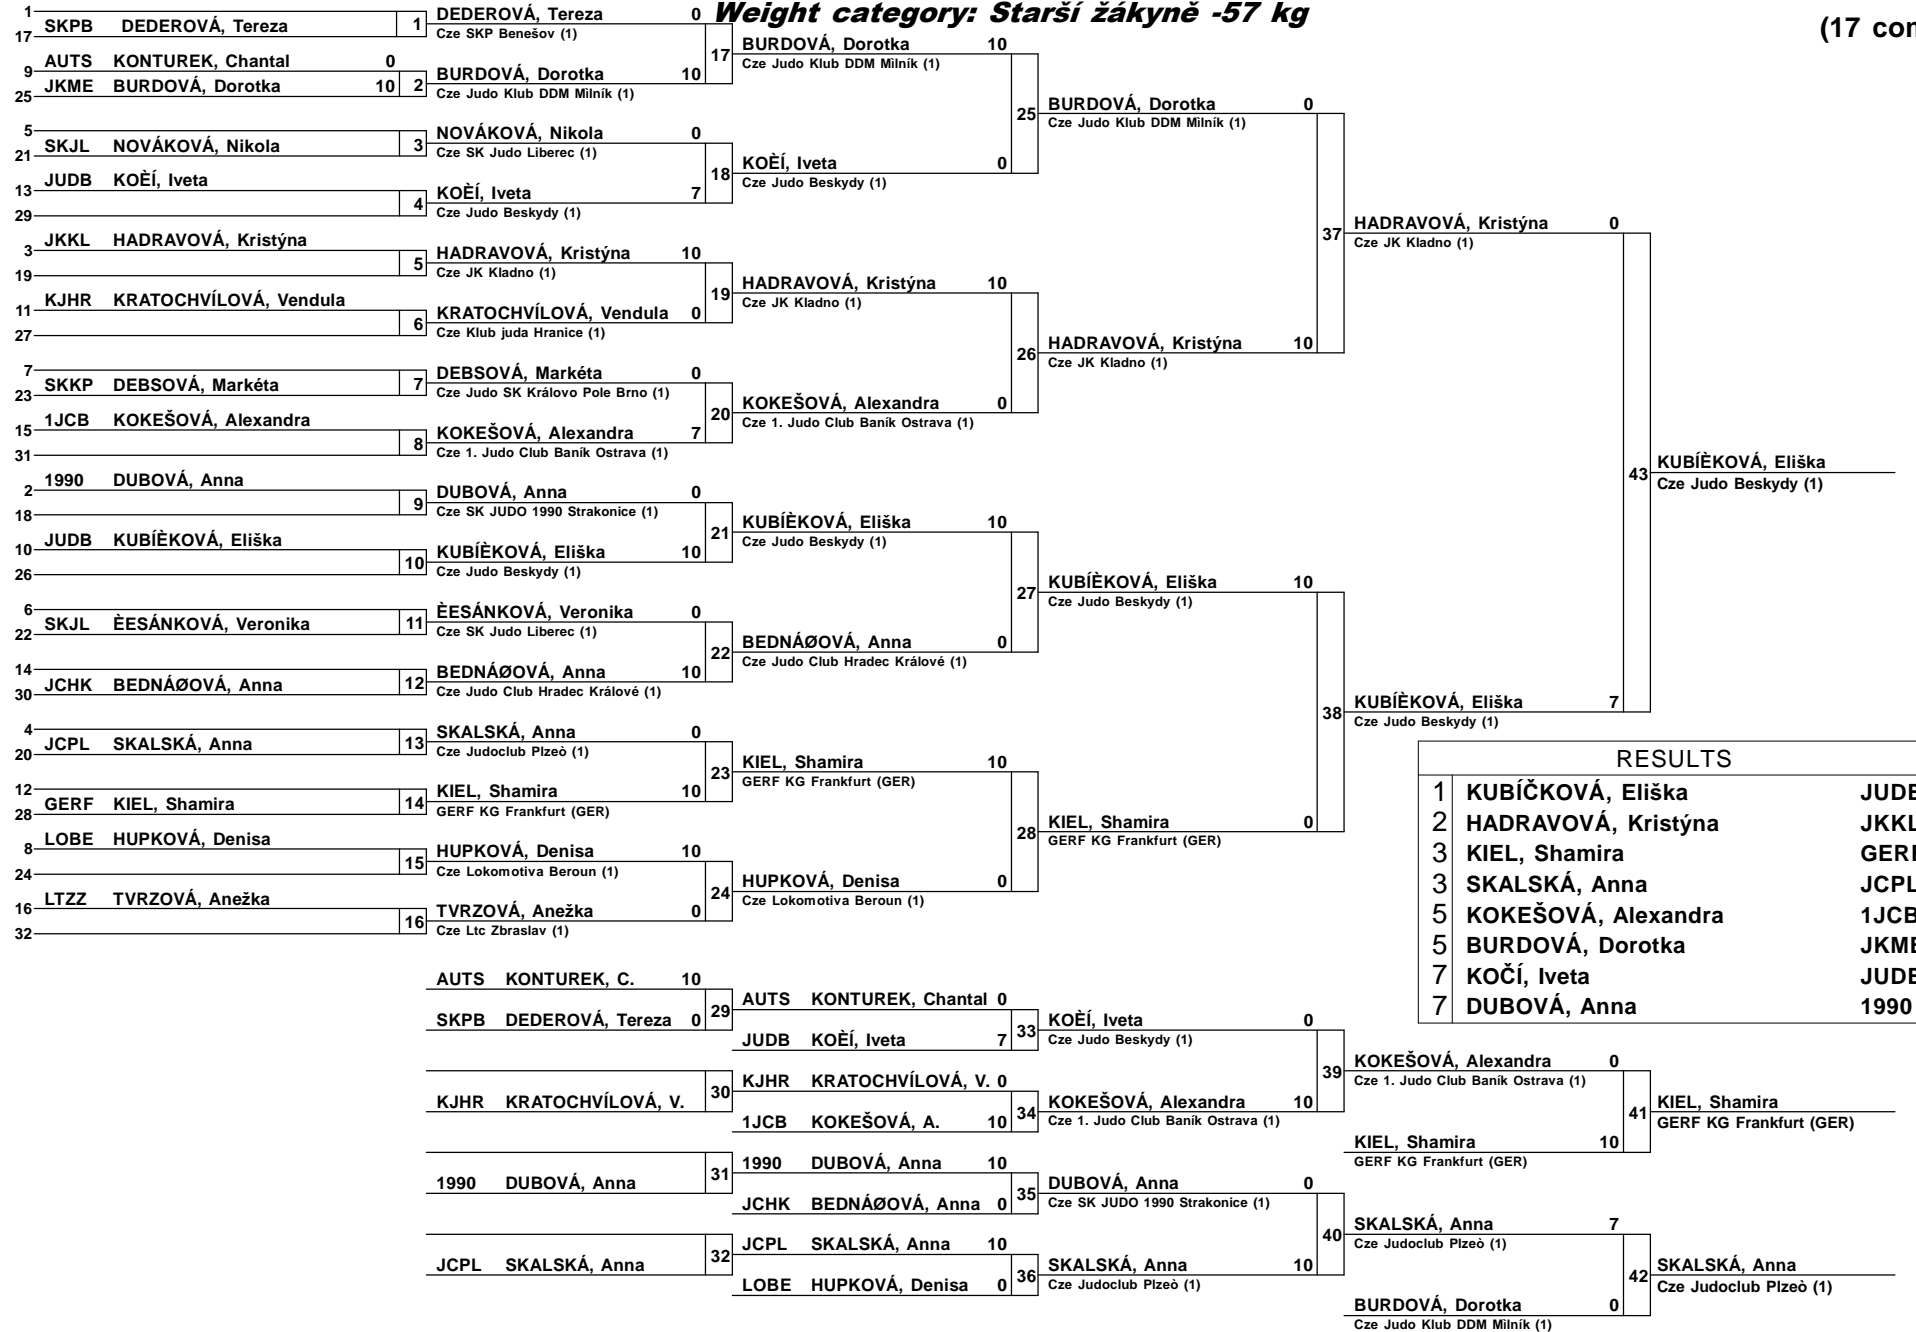 Weight category: Starší žákyně -57 kg
(17 con
1
17 SKPB DEDEROVÁ, Tereza 1
9 AUTS KONTUREK, Chantal 0
25 JKME BURDOVÁ, Dorotka 10 2
5
21 SKJL NOVÁKOVÁ, Nikola 3
13 JUDB KOÈÍ, Iveta
29 4
3 JKKL HADRAVOVÁ, Kristýna
19 5
11 KJHR KRATOCHVÍLOVÁ, Vendula
27 6
7
23 SKKP DEBSOVÁ, Markéta 7
15 1JCB KOKEŠOVÁ, Alexandra
31 8
2 1990 DUBOVÁ, Anna
18 9
10 JUDB KUBÍÈKOVÁ, Eliška
26 10
6
22 SKJL ÈESÁNKOVÁ, Veronika 11
14
30 JCHK BEDNÁØOVÁ, Anna 12
4
20 JCPL SKALSKÁ, Anna 13
12
28 GERF KIEL, Shamira 14
8 LOBE HUPKOVÁ, Denisa
24 15
16 LTZZ TVRZOVÁ, Anežka
32 16
DEDEROVÁ, Tereza 0
Cze SKP Benešov (1)
17
BURDOVÁ, Dorotka 10
Cze Judo Klub DDM Mìlník (1)
NOVÁKOVÁ, Nikola 0
Cze SK Judo Liberec (1)
18
KOÈÍ, Iveta 7
Cze Judo Beskydy (1)
HADRAVOVÁ, Kristýna 10
Cze JK Kladno (1)
19
KRATOCHVÍLOVÁ, Vendula 0
Cze Klub juda Hranice (1)
DEBSOVÁ, Markéta 0
Cze Judo SK Královo Pole Brno (1)
20
KOKEŠOVÁ, Alexandra 7
Cze 1. Judo Club Baník Ostrava (1)
DUBOVÁ, Anna 0
Cze SK JUDO 1990 Strakonice (1)
21
KUBÍÈKOVÁ, Eliška 10
Cze Judo Beskydy (1)
ÈESÁNKOVÁ, Veronika 0
Cze SK Judo Liberec (1)
22
BEDNÁØOVÁ, Anna 10
Cze Judo Club Hradec Králové (1)
SKALSKÁ, Anna 0
Cze Judoclub Plzeò (1)
23
KIEL, Shamira 10
GERF KG Frankfurt (GER)
HUPKOVÁ, Denisa 10
Cze Lokomotiva Beroun (1)
24
TVRZOVÁ, Anežka 0
Cze Ltc Zbraslav (1)
BURDOVÁ, Dorotka 10
Cze Judo Klub DDM Mìlník (1)
25
KOÈÍ, Iveta 0
Cze Judo Beskydy (1)
HADRAVOVÁ, Kristýna 10
Cze JK Kladno (1)
26
KOKEŠOVÁ, Alexandra 0
Cze 1. Judo Club Baník Ostrava (1)
KUBÍÈKOVÁ, Eliška 10
Cze Judo Beskydy (1)
27
BEDNÁØOVÁ, Anna 0
Cze Judo Club Hradec Králové (1)
KIEL, Shamira 10
GERF KG Frankfurt (GER)
28
HUPKOVÁ, Denisa 0
Cze Lokomotiva Beroun (1)
BURDOVÁ, Dorotka 0
Cze Judo Klub DDM Mìlník (1)
37
HADRAVOVÁ, Kristýna 10
Cze JK Kladno (1)
KUBÍÈKOVÁ, Eliška 10
Cze Judo Beskydy (1)
38
KIEL, Shamira 0
GERF KG Frankfurt (GER)
HADRAVOVÁ, Kristýna 0
Cze JK Kladno (1)
43
KUBÍÈKOVÁ, Eliška 7
Cze Judo Beskydy (1)
KUBÍÈKOVÁ, Eliška
Cze Judo Beskydy (1)
RESULTS
1 KUBÍČKOVÁ, Eliška JUDB
2 HADRAVOVÁ, Kristýna JKKL
3 KIEL, Shamira GERF
3 SKALSKÁ, Anna JCPL
5 KOKEŠOVÁ, Alexandra 1JCB
5 BURDOVÁ, Dorotka JKME
7 KOČÍ, Iveta JUDB
7 DUBOVÁ, Anna 1990
AUTS KONTUREK, C. 10
29
SKPB DEDEROVÁ, Tereza 0
30
KJHR KRATOCHVÍLOVÁ, V.
31
1990 DUBOVÁ, Anna
32
JCPL SKALSKÁ, Anna
AUTS KONTUREK, Chantal 0
33
JUDB KOÈÍ, Iveta 7
KJHR KRATOCHVÍLOVÁ, V. 0
34
1JCB KOKEŠOVÁ, A. 10
1990 DUBOVÁ, Anna 10
35
JCHK BEDNÁØOVÁ, Anna 0
JCPL SKALSKÁ, Anna 10
36
LOBE HUPKOVÁ, Denisa 0
KOÈÍ, Iveta 0
Cze Judo Beskydy (1)
39
KOKEŠOVÁ, Alexandra 10
Cze 1. Judo Club Baník Ostrava (1)
DUBOVÁ, Anna 0
Cze SK JUDO 1990 Strakonice (1)
40
SKALSKÁ, Anna 10
Cze Judoclub Plzeò (1)
KOKEŠOVÁ, Alexandra 0
Cze 1. Judo Club Baník Ostrava (1)
41
KIEL, Shamira 10
GERF KG Frankfurt (GER)
SKALSKÁ, Anna 7
Cze Judoclub Plzeò (1)
42
BURDOVÁ, Dorotka 0
Cze Judo Klub DDM Mìlník (1)
KIEL, Shamira
GERF KG Frankfurt (GER)
SKALSKÁ, Anna
Cze Judoclub Plzeò (1)